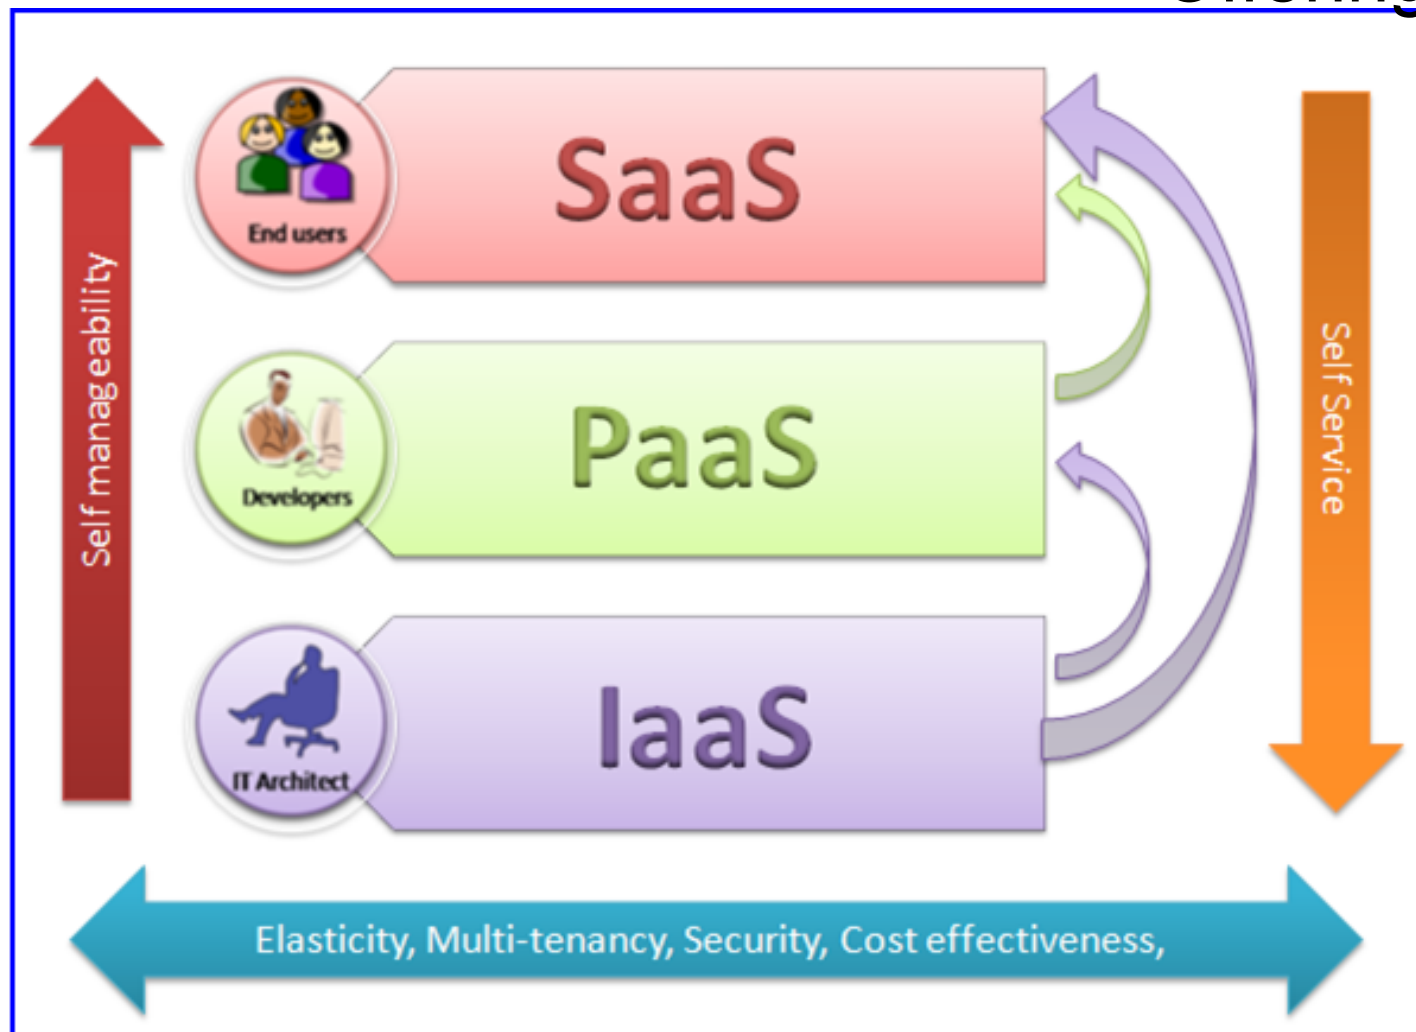 SaaS
End users
PaaS
Developers
IaaS
IT Architect
Self manageability
Self Service
Elasticity, Multi-tenancy, Security, Cost effectiveness,